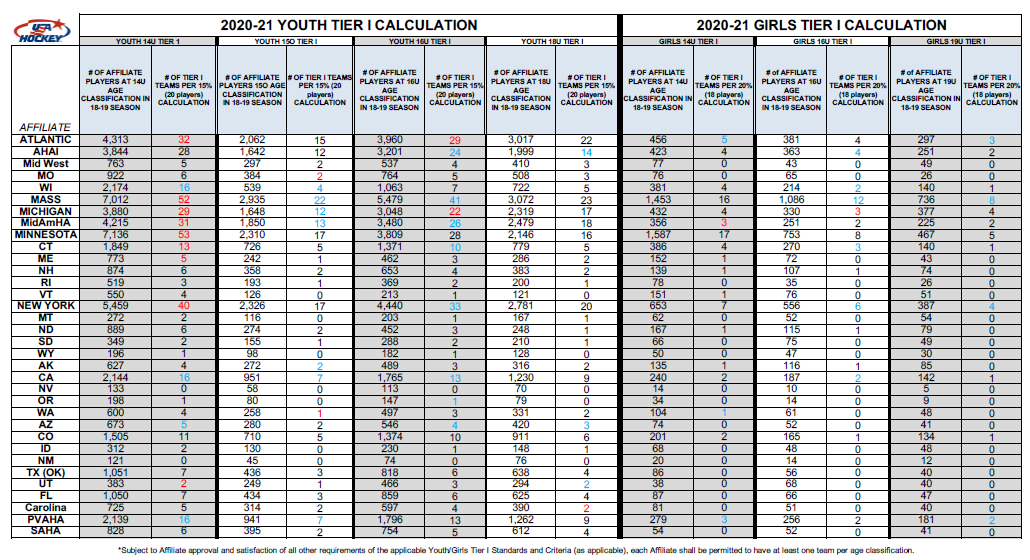 USA
HOCKEY
2020-21 YOUTH TIER I CALCULATION 2020-21 GIRLS TIER I CALCULATION
YOUTH 14U TIER 1 YOUTH 15O TIER I YOUTH 16U TIER I YOUTH 18U TIER I GIRLS 14U TIER I GIRLS 16U TIER I GIRLS 19U TIER I
AFFILIATE # OF AFFILIATE PLAYERS AT 14U AGE CLASSIFICATION IN 18-19 SEASON # OF TIER I TEAMS PER 15% (20 players) CALCULATION # OF AFFILIATE PLAYERS 15O AGE CLASSIFICATION IN 18-19 SEASON # OF TIER I TEAMS PER 15% (20 players) CALCULATION # OF AFFILIATE PLAYERS AT 16U AGE CLASSIFICATION IN 18-19 SEASON # OF TIER I TEAMS PER 15% (20 players) CALCULATION # OF AFFILIATE PLAYERS AT 18U AGE CLASSIFICATION IN 18-19 SEASON # OF TIER I TEAMS PER 15% (20 players) CALCULATION # OF AFFILIATE PLAYERS AT 14U AGE CLASSIFICATION IN 18-19 SEASON # OF TIER I TEAMS PER 20% (18 players) CALCULATION # of AFFILIATE PLAYERS AT 16U AGE CLASSIFICATION IN 18-19 SEASON # OF TIER I TEAMS PER 20% (18 players) CALCULATION # of AFFILIATE PLAYERS AT 19U AGE CLASSIFICATION IN 18-19 SEASON # OF TIER I TEAMS PER 20% (18 players) CALCULATION
ATLANTIC 4,313 32 2,062 15 3,960 29 3,017 22 456 5 381 4 297 3
AHAI 3,844 28 1,642 12 3,201 24 1,999 14 423 4 363 4 251 2
Mid West 763 5 297 2 537 4 410 3 77 0 43 0 49 0
MO 922 6 384 2 764 5 508 3 76 0 65 0 26 0
WI 2,174 16 539 4 1,063 7 722 5 381 4 214 2 140 1
MASS 7,012 52 2,935 22 5,479 41 3,072 23 1,453 16 1,086 12 736 8
MICHIGAN 3,880 29 1,648 12 3,048 22 2,319 17 432 4 330 3 377 4
MidAmHA 4,215 31 1,850 13 3,480 26 2,479 18 356 3 251 2 225 2
MINNESOTA 7,136 53 2,310 17 3,809 28 2,146 16 1,587 17 753 8 467 5
CT 1,849 13 726 5 1,371 10 779 5 386 4 270 3 140 1
ME 773 5 242 1 462 3 286 2 152 1 72 0 43 0
NH 874 6 358 2 653 4 383 2 139 1 107 1 74 0
RI 519 3 193 1 369 2 200 1 78 0 35 0 26 0
VT 550 4 126 0 213 1 121 0 151 1 76 0 51 0
NEW YORK 5,459 40 2,326 17 4,440 33 2,781 20 653 7 556 6 387 4
MT 272 2 116 0 203 1 167 1 62 0 52 0 54 0
ND 889 6 274 2 452 3 248 1 167 1 115 1 79 0
SD 349 2 155 1 288 2 210 1 66 0 75 0 49 0
WY 196 1 98 0 182 1 128 0 50 0 47 0 30 0
AK 627 4 272 2 489 3 316 2 135 1 116 1 85 0
CA 2,144 16 951 7 1,765 13 1,230 9 240 2 187 2 142 1
NV 133 0 58 0 113 0 70 0 14 0 10 0 5 0
OR 198 1 80 0 147 1 79 0 34 0 14 0 9 0
WA 600 4 258 1 497 3 331 2 104 1 61 0 48 0
AZ 673 5 280 2 546 4 420 3 74 0 52 0 41 0
CO 1,505 11 710 5 1,374 10 911 6 201 2 165 1 134 1
ID 312 2 130 0 230 1 148 1 68 0 48 0 48 0
NM 121 0 45 0 74 0 76 0 20 0 14 0 12 0
TX (OK) 1,051 7 436 3 818 6 638 4 86 0 56 0 40 0
UT 383 2 249 1 466 3 294 2 38 0 68 0 40 0
FL 1,050 7 434 3 859 6 625 4 87 0 66 0 47 0
Carolina 725 5 314 2 597 4 390 2 81 0 51 0 40 0
PVAHA 2,139 16 941 7 1,796 13 1,262 9 279 3 256 2 181 2
SAHA 828 6 395 2 754 5 612 4 54 0 52 0 41 0
*Subject to Affiliate approval and satisfaction of all other requirements of the applicable Youth/Girls Tier I Standards and Criteria (as applicable), each Affiliate shall be permitted to have at least one team per age classification.